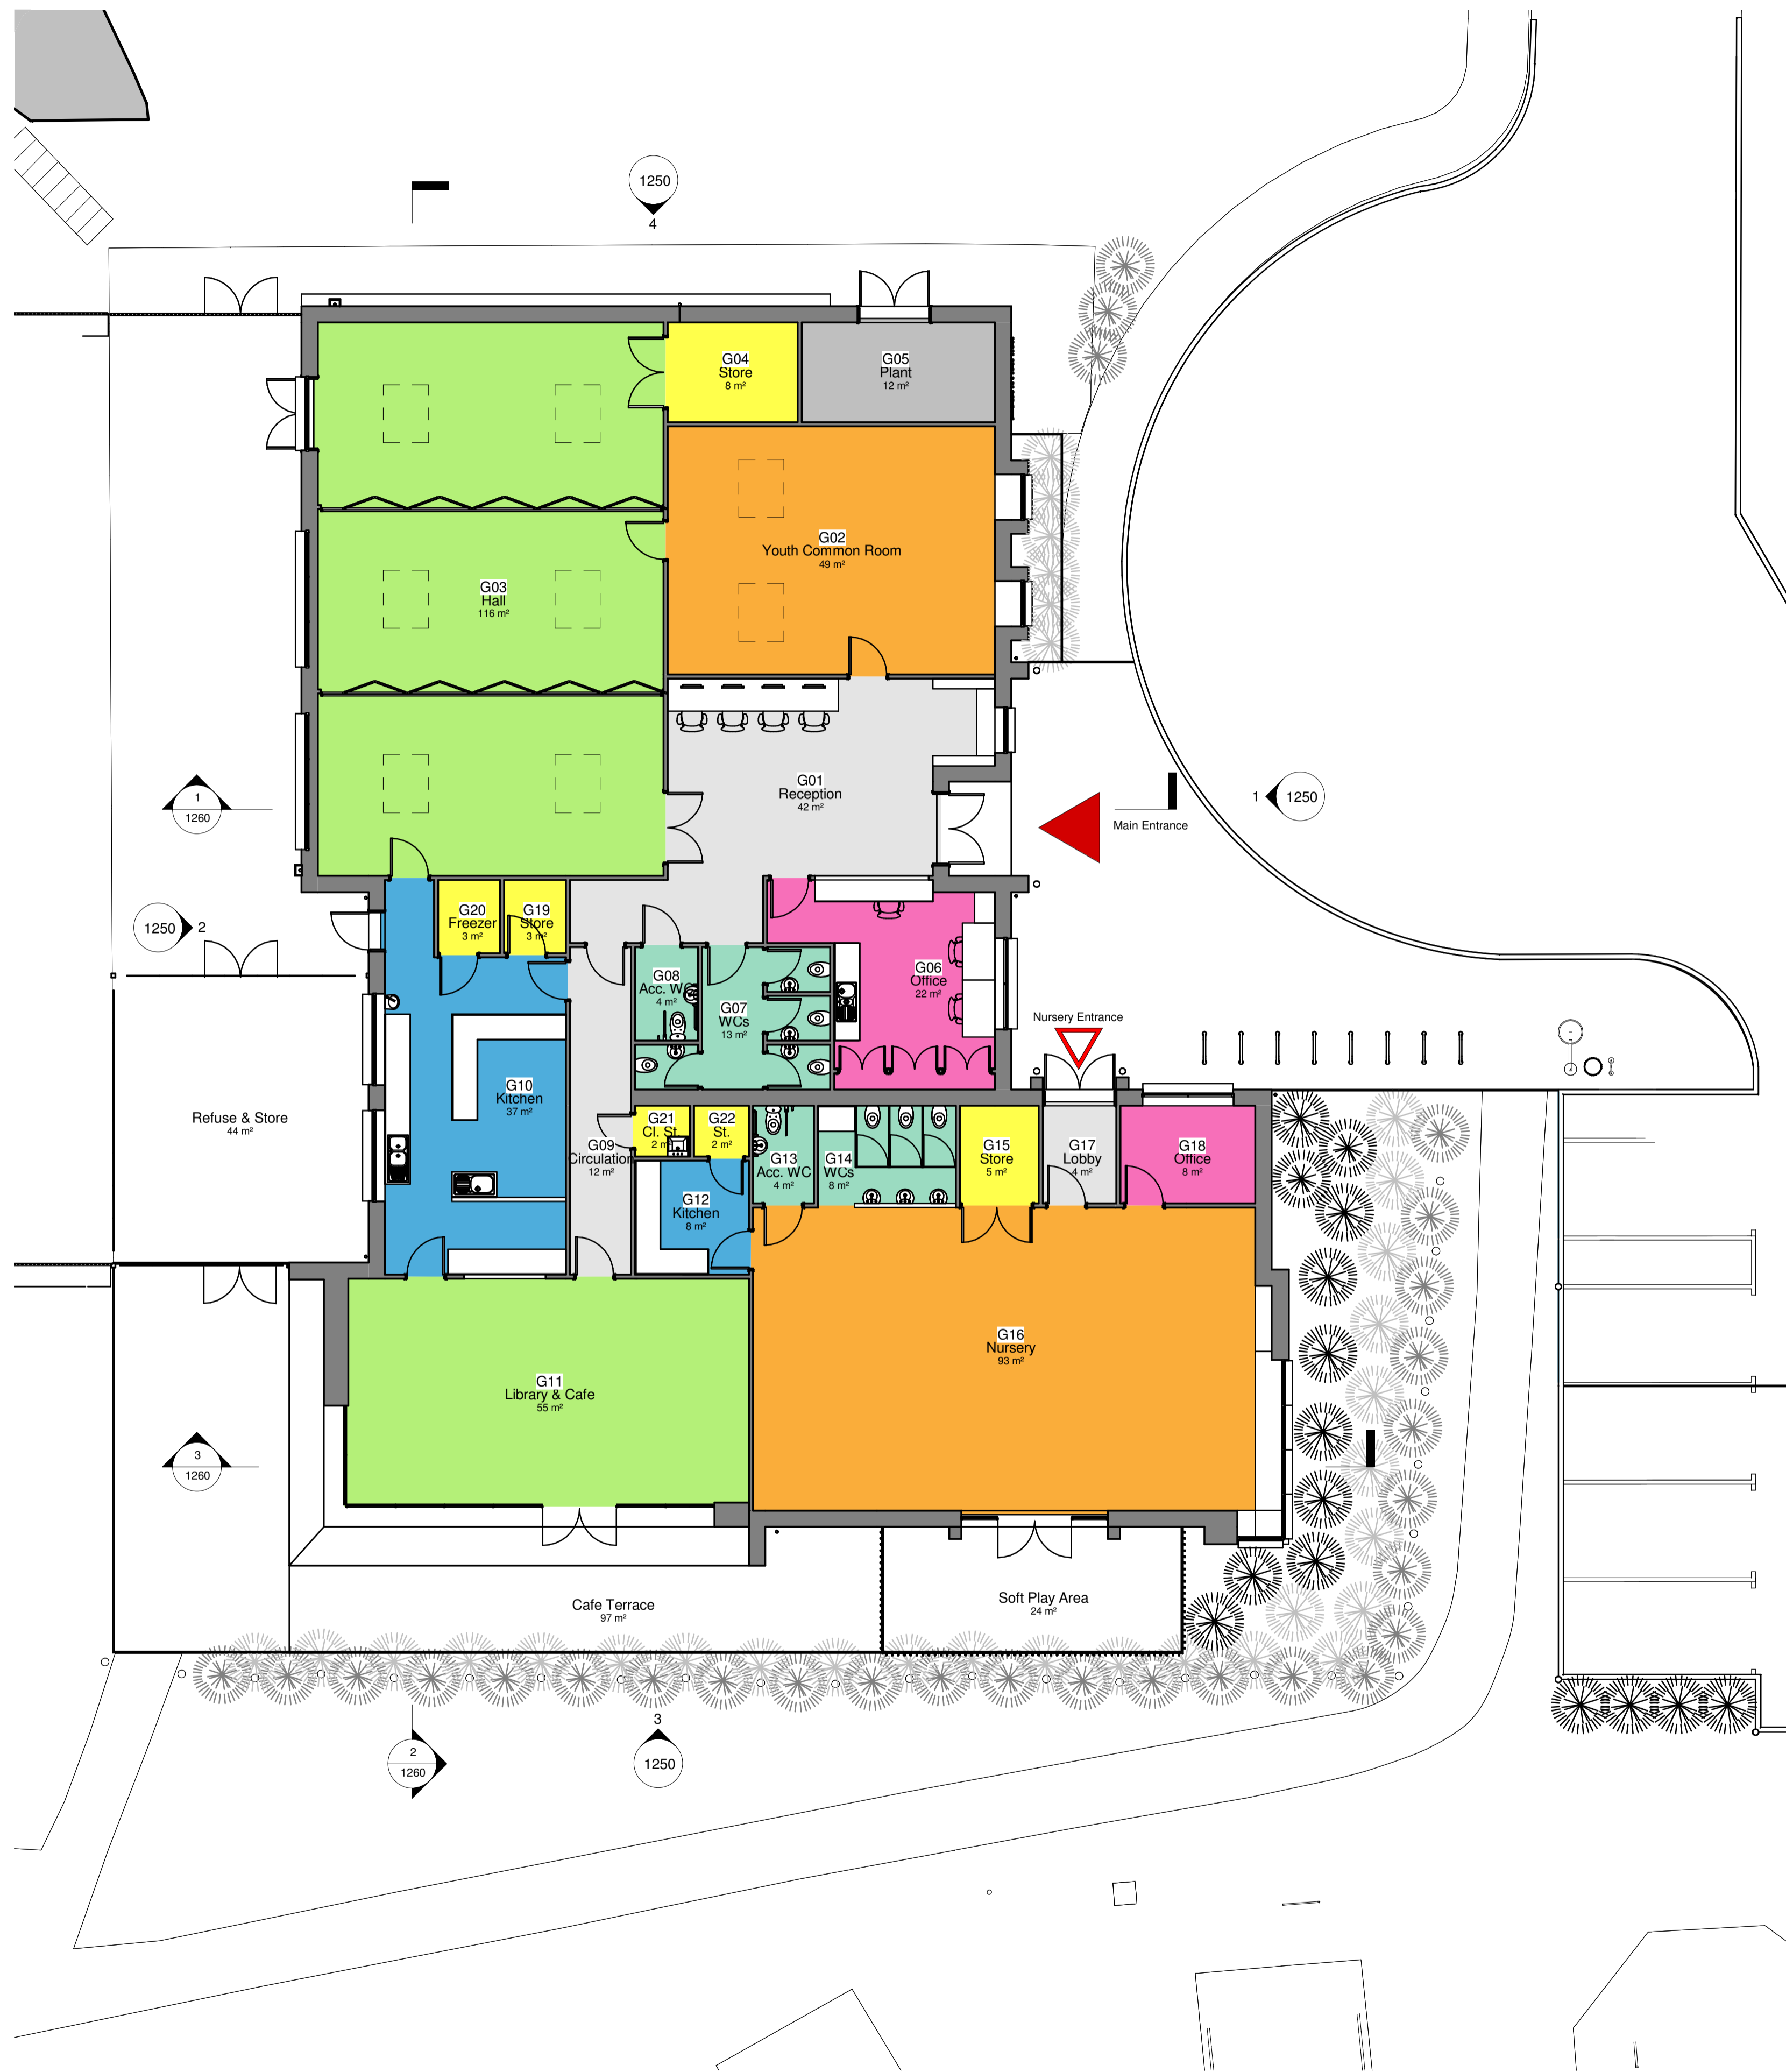 1250
4
G04
Store
8 m²
G05
Plant
12 m²
G02
Youth Common Room
49 m²
G03
Hall
116 m²
G01
Reception
42 m²
Main Entrance
1
1250
1
1260
1250
2
G20
Freezer
3 m²
G19
Store
3 m²
G08
Acc. WC
4 m²
G07
WCs
13 m²
G06
Office
22 m²
Nursery Entrance
G10
Kitchen
37 m²
Refuse & Store
44 m²
G09
Circulation
12 m²
G21
Cl. St.
2 m²
G22
St.
2 m²
G13
Acc. WC
4 m²
G14
WCs
8 m²
G15
Store
5 m²
G17
Lobby
4 m²
G18
Office
8 m²
G12
Kitchen
8 m²
G16
Nursery
93 m²
G11
Library & Cafe
55 m²
3
1260
Cafe Terrace
97 m²
Soft Play Area
24 m²
2
1260
3
1250